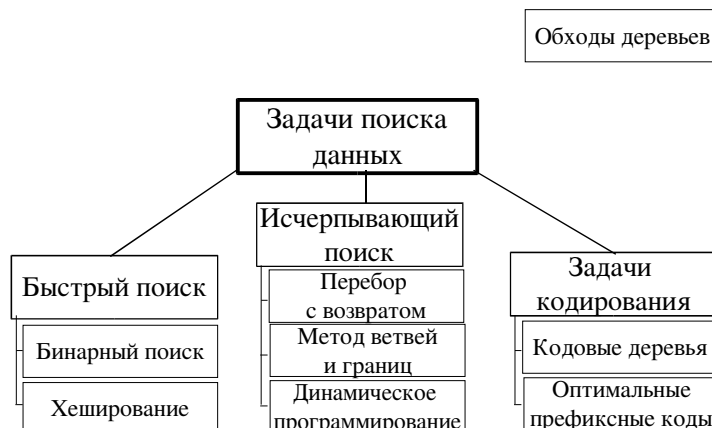 Обходы деревьев
Задачи поиска
данных
Исчерпывающий
поиск
Быстрый поиск
Задачи
кодирования
Перебор
с возвратом
Бинарный поиск
Метод ветвей
и границ
Кодовые деревья
Хеширование
Динамическое
программирование
Оптимальные
префиксные коды